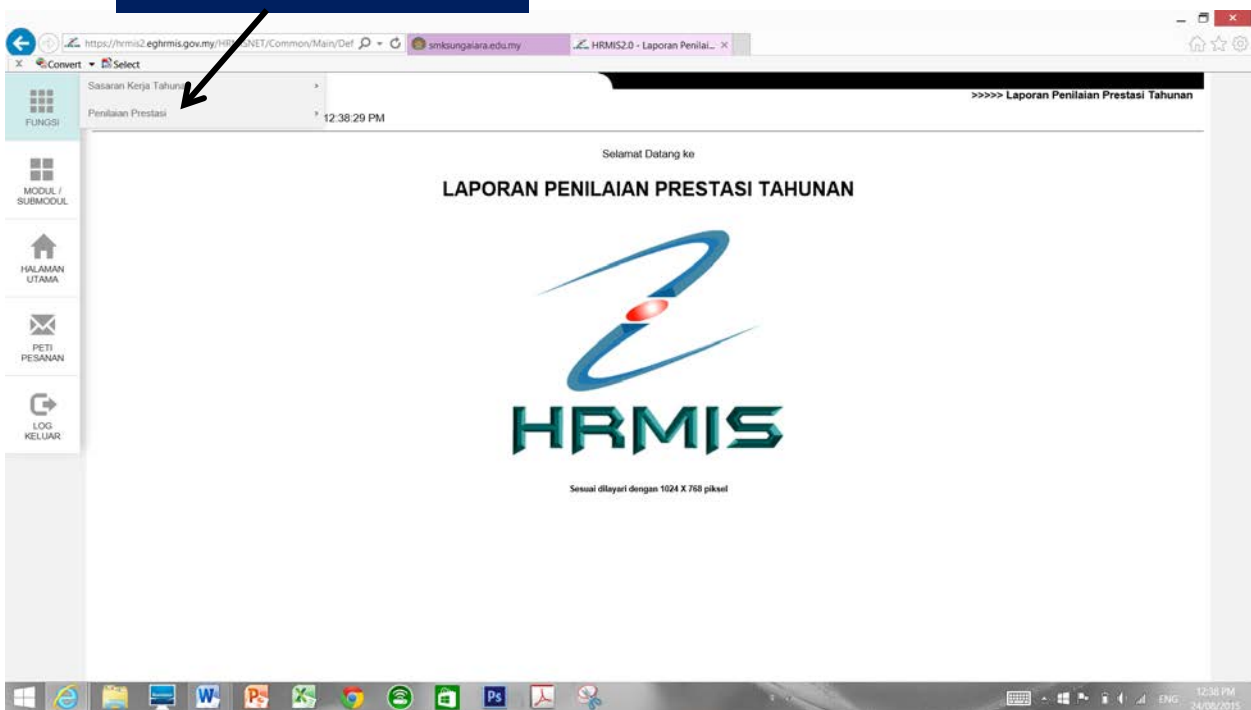 https://hrmis2.eghrmis.gov.my/HRMISNET/Common/Main/Def
smksungaiara.edu.my
HRMIS2.0 - Laporan Penilai...
x Convert Select
FUNGSI
Sasaran Kerja Tahunan
Penilaian Prestasi
12:38:29 PM
>>>>> Laporan Penilaian Prestasi Tahunan
MODUL /
SUBMODUL
HALAMAN
UTAMA
PETI
PESANAN
LOG
KELUAR
Selamat Datang ke
LAPORAN PENILAIAN PRESTASI TAHUNAN
HRMIS
Sesuai dilayari dengan 1024 X 768 piksel
Ps
ENG
12:38 PM
24/08/2015